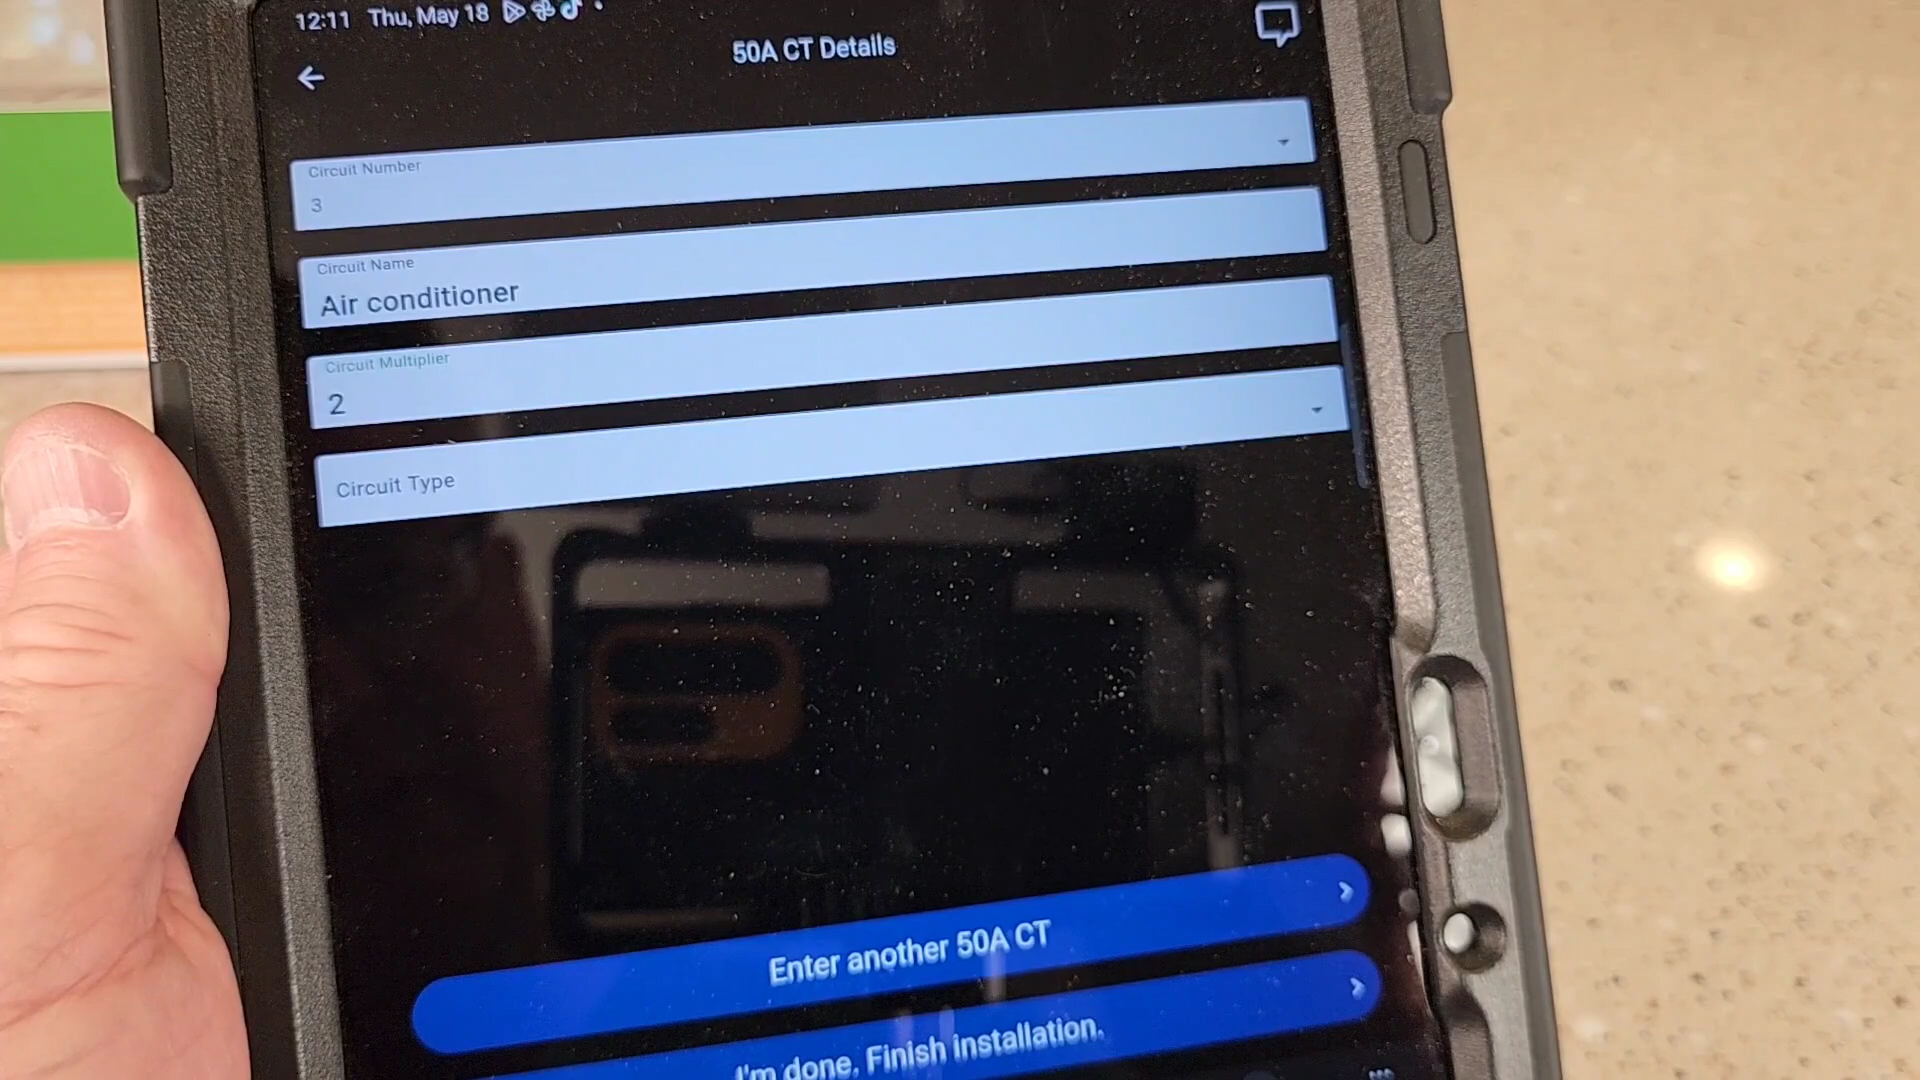 12:11 Thu, May 18
50A CT Details
Circuit Number
3
Circuit Name
Air conditioner
Circuit Multiplier
2
Circuit Type
Enter another 50A CT
I'm done. Finish installation.